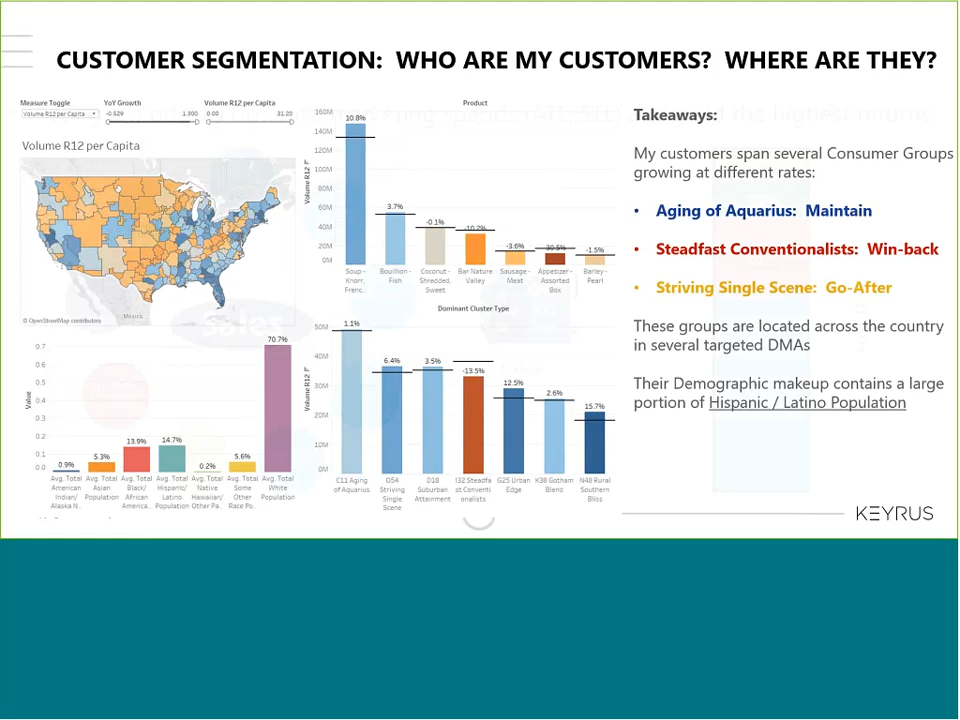 CUSTOMER SEGMENTATION: WHO ARE MY CUSTOMERS? WHERE ARE THEY?
Measure Toggle
Volume R12 per Capita
YoY Growth
-0.529 1.300
Volume R12 per Capita
0.00 31.20
Volume R12 per Capita
Mexico
© OpenStreetMap contributors
Product
Volume R12
160M
140M
120M
100M
80M
60M
40M
20M
0M
10.8%
3.7%
-0.1%
-10.2%
-3.6%
-30.5%
-1.5%
Soup - Knorr, Frenc..
Bouillion - Fish
Coconut - Shredded, Sweet
Bar Nature Valley
Sausage - Meat
Appetizer - Assorted Box
Barley - Pearl
Dominant Cluster Type
Volume R12
50M
40M
30M
20M
10M
0M
1.1%
6.4%
3.5%
-13.5%
12.5%
2.6%
15.7%
C11 Aging of Aquarius
O54 Striving Single Scene
D18 Suburban Attainment
I32 Steadfa st Conventi onalists
G25 Urban Edge
K38 Gotham Blend
N48 Rural Southern Bliss
Value
0.7
0.6
0.5
0.4
0.3
0.2
0.1
0.0
0.9%
5.3%
13.9%
14.7%
0.2%
5.6%
70.7%
Avg. Total American Indian/ Alaska N..
Avg. Total Asian Population
Avg. Total Black/ African America..
Avg. Total Hispanic/ Latino Population
Avg. Total Native Hawaiian/ Other Pa..
Avg. Total Some Other Race Po..
Avg. Total White Population
Takeaways:
My customers span several Consumer Groups
growing at different rates:
• Aging of Aquarius: Maintain
• Steadfast Conventionalists: Win-back
• Striving Single Scene: Go-After
These groups are located across the country
in several targeted DMAs
Their Demographic makeup contains a large
portion of Hispanic / Latino Population
KEYRUS
Sales